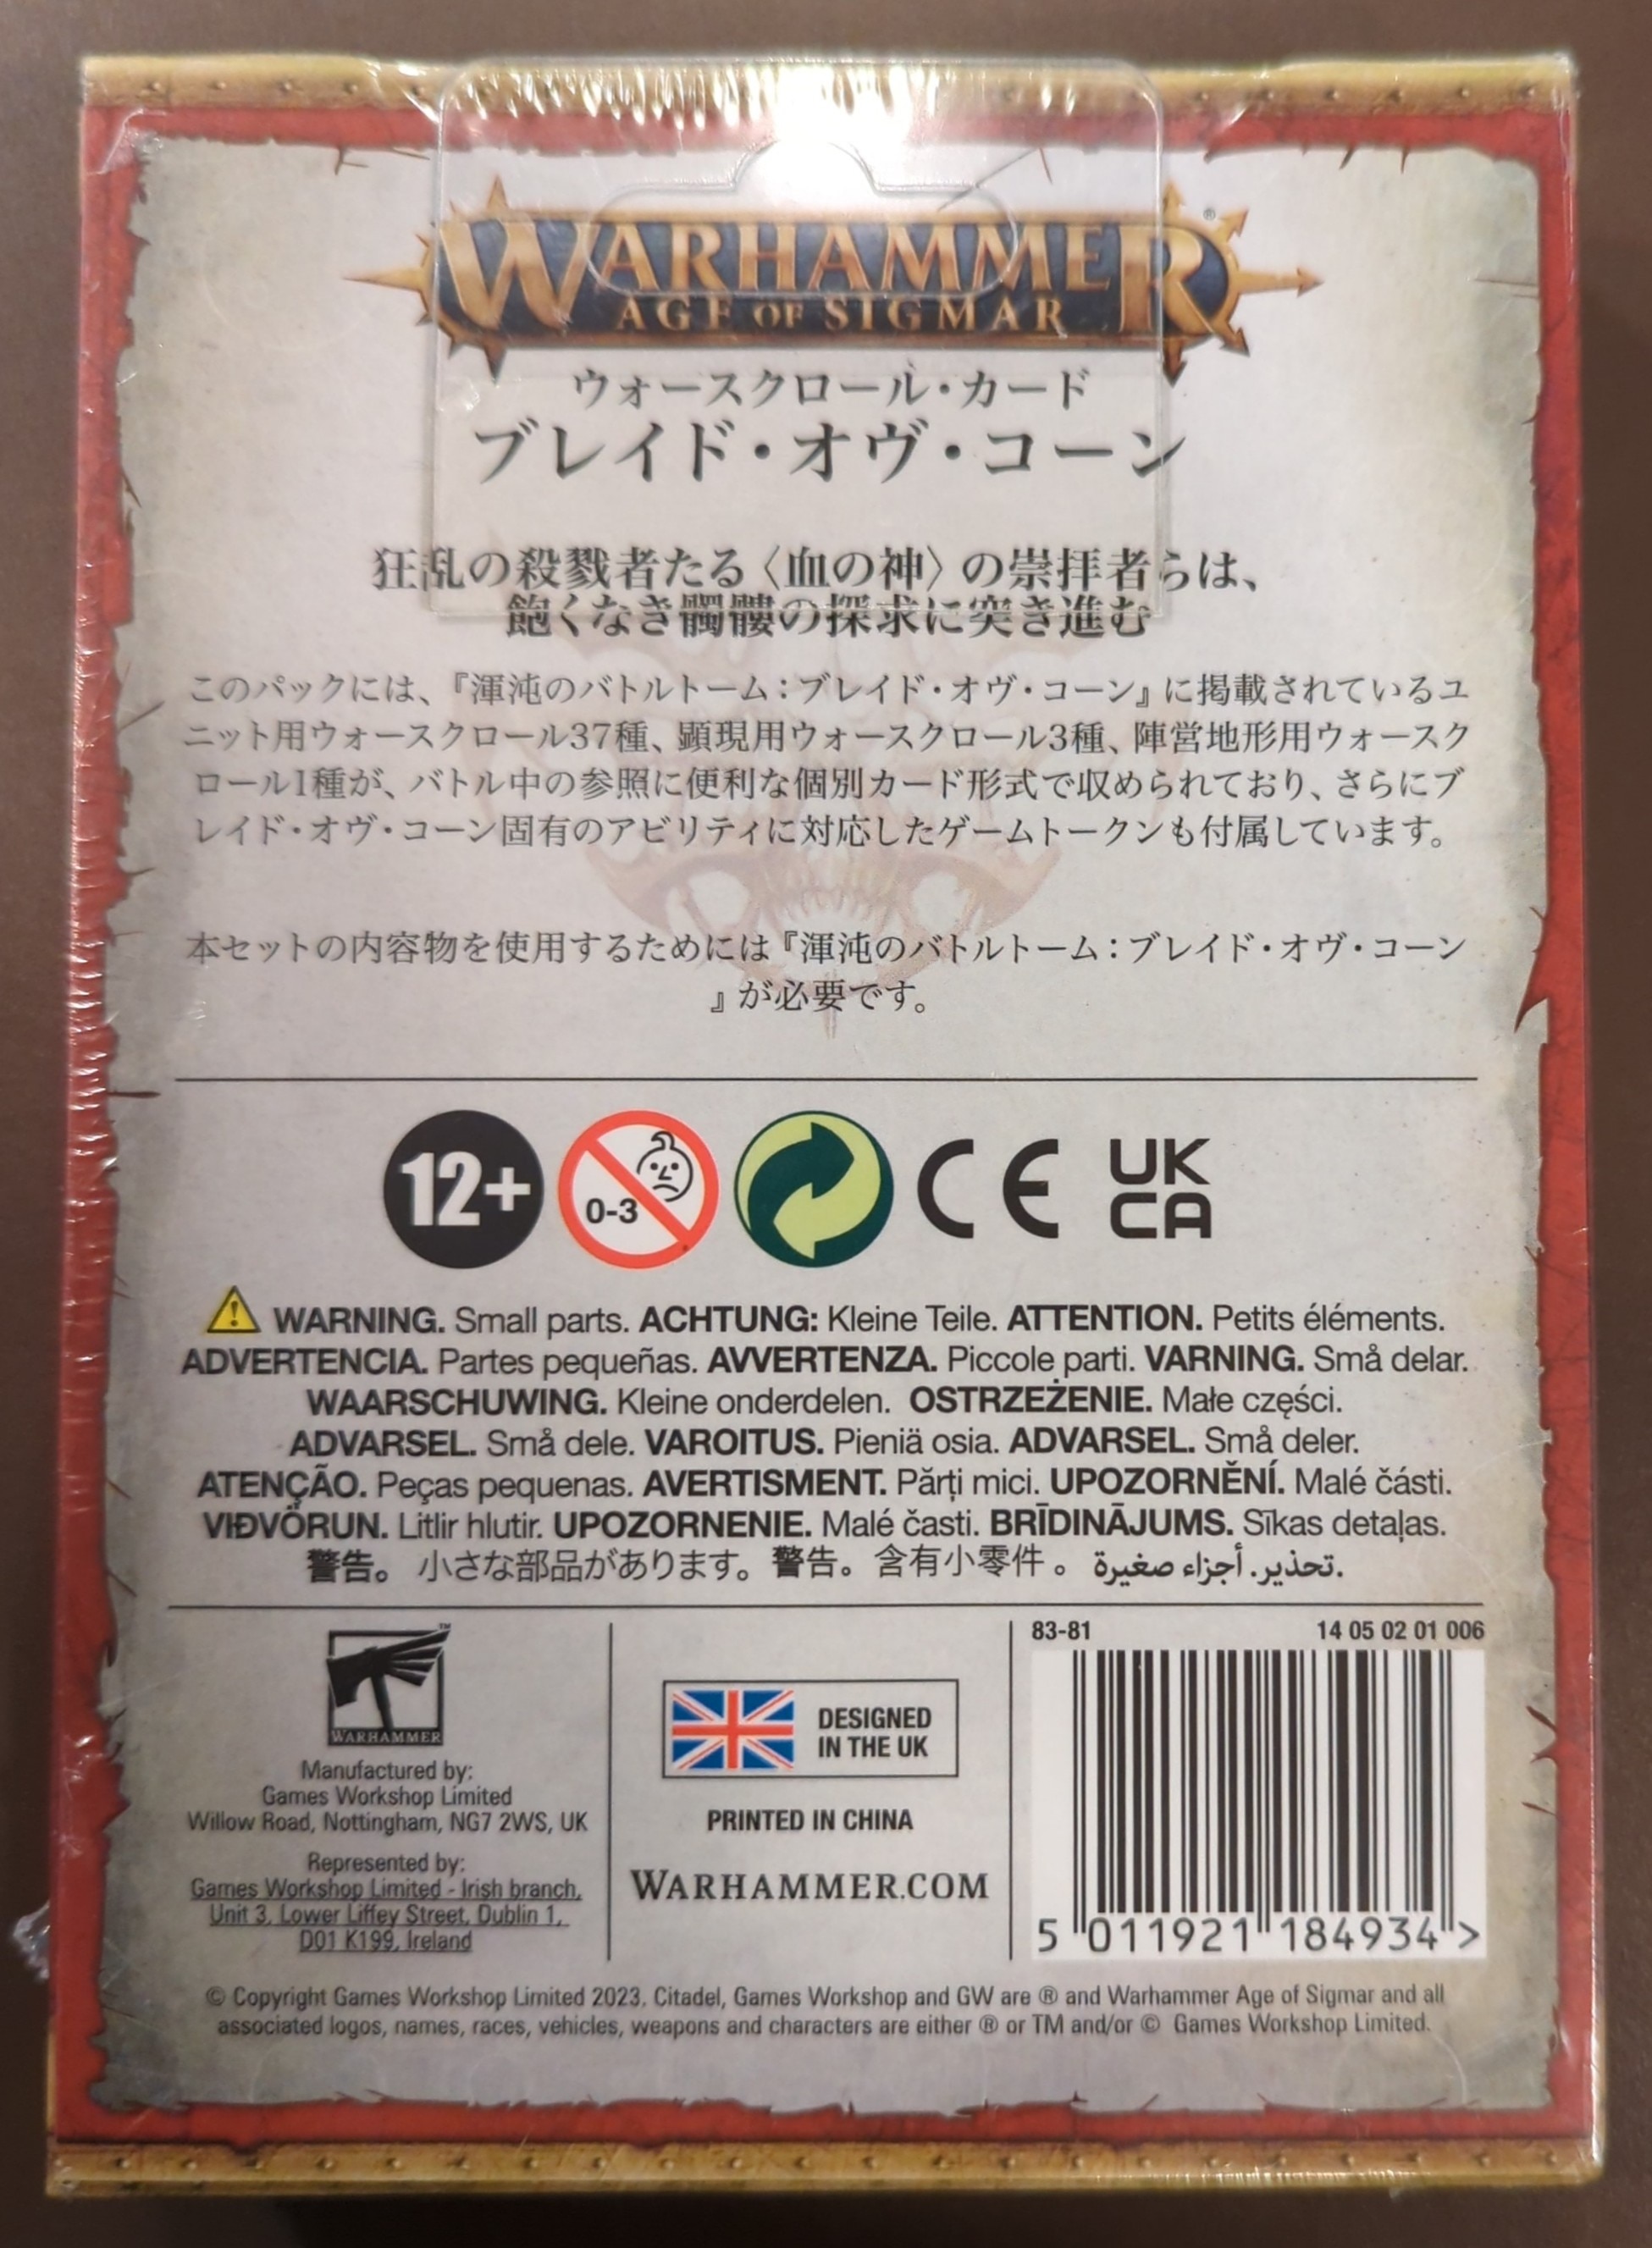 WARHAMMER®
AGE OF SIGMAR
ウォースクロール・カード
ブレイド・オヴ・コーン
狂乱の殺戮者たる〈血の神〉の崇拝者らは、
飽くなき髑髏の探求に突き進む
このパックには、『渾沌のバトルトーム：ブレイド・オヴ・コーン』に掲載されているユ
ニット用ウォースクロール37種、顕現用ウォースクロール3種、陣営地形用ウォースク
ロール1種が、バトル中の参照に便利な個別カード形式で収められており、さらにブ
レイド・オヴ・コーン固有のアビリティに対応したゲームトークンも付属しています。
本セットの内容物を使用するためには『渾沌のバトルトーム：ブレイド・オヴ・コーン
』が必要です。
12+
0-3
CE
UK
CA
WARNING. Small parts. ACHTUNG: Kleine Teile. ATTENTION. Petits éléments.
ADVERTENCIA. Partes pequeñas. AVVERTENZA. Piccole parti. VARNING. Små delar.
WAARSCHUWING. Kleine onderdelen. OSTRZEŻENIE. Małe części.
ADVARSEL. Små dele. VAROITUS. Pieniä osia. ADVARSEL. Små deler.
ATENÇÃO. Peças pequenas. AVERTISMENT. Părți mici. UPOZORNĚNÍ. Malé části.
VIÐVÖRUN. Litlir hlutir. UPOZORNENIE. Malé časti. BRĪDINĀJUMS. Sīkas detaļas.
警告。 小さな部品があります。警告。含有小零件。 تحذير. أجزاء صغيرة.
WARHAMMER™
Manufactured by:
Games Workshop Limited
Willow Road, Nottingham, NG7 2WS, UK
Represented by:
Games Workshop Limited - Irish branch,
Unit 3, Lower Liffey Street, Dublin 1,
D01 K199, Ireland
DESIGNED
IN THE UK
PRINTED IN CHINA
WARHAMMER.COM
83-81 14 05 02 01 006
5 011921 184934 >
© Copyright Games Workshop Limited 2023. Citadel, Games Workshop and GW are ® and Warhammer Age of Sigmar and all
associated logos, names, races, vehicles, weapons and characters are either ® or TM and/or © Games Workshop Limited.